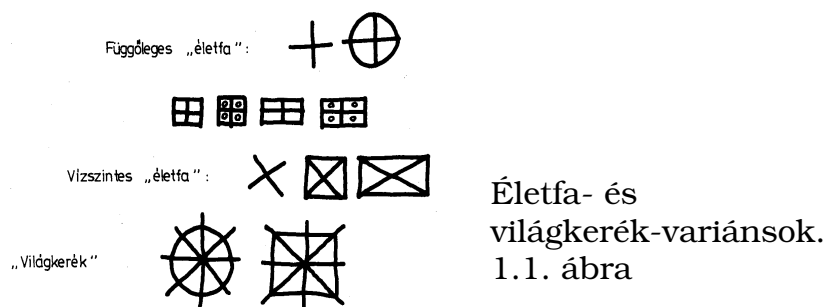 Függőleges „életfa":
Vízszintes „életfa":
„Világkerék"
Életfa- és
világkerék-variánsok.
1.1. ábra